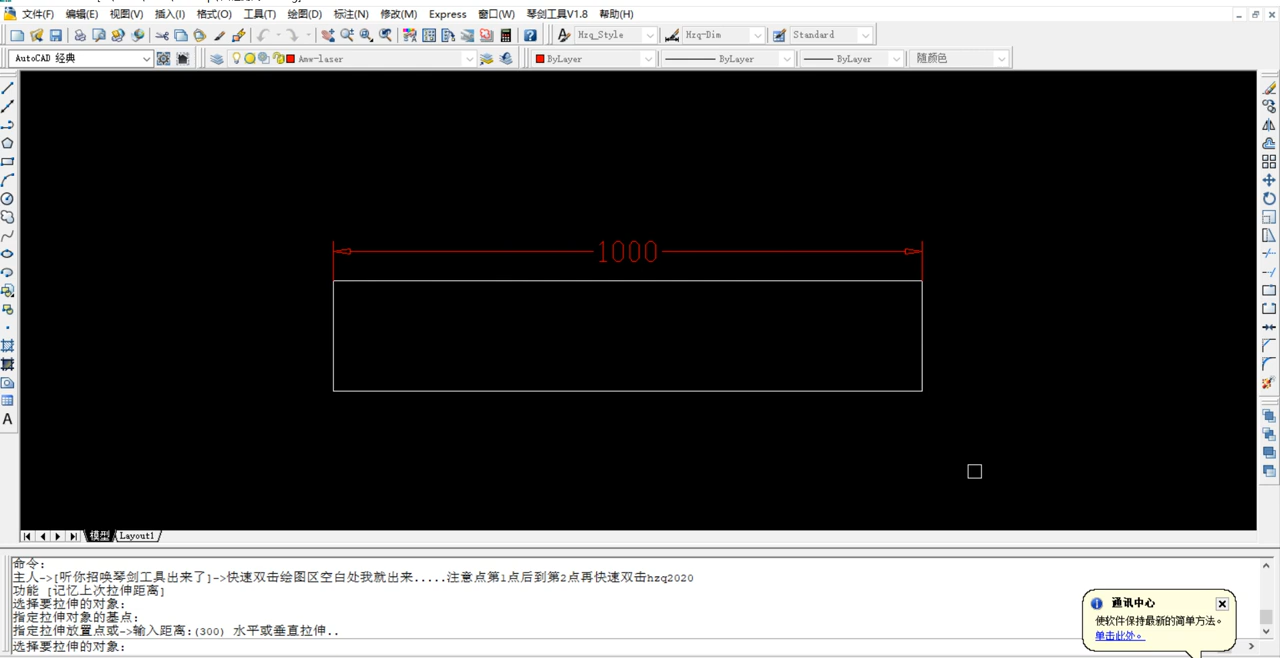 文件(F) 编辑(E) 视图(V) 插入(I) 格式(O) 工具(T) 绘图(D) 标注(N) 修改(M) Express 窗口(W) 琴剑工具V1.8 帮助(H)
Hzq_Style Hzq-Dim Standard
AutoCAD 经典 Amw-laser ByLayer ByLayer ByLayer 随颜色
1000
A
模型 Layout1
命令:
主人->[听你招唤琴剑工具出来了]->快速双击绘图区空白处我就出来.....注意点第1点后到第2点再快速双击hzq2020
功能 [记忆上次拉伸距离]
选择要拉伸的对象:
指定拉伸对象的基点:
指定拉伸放置点或->输入距离:(300) 水平或垂直拉伸..
选择要拉伸的对象:
通讯中心
使软件保持最新的简单方法。
单击此处。